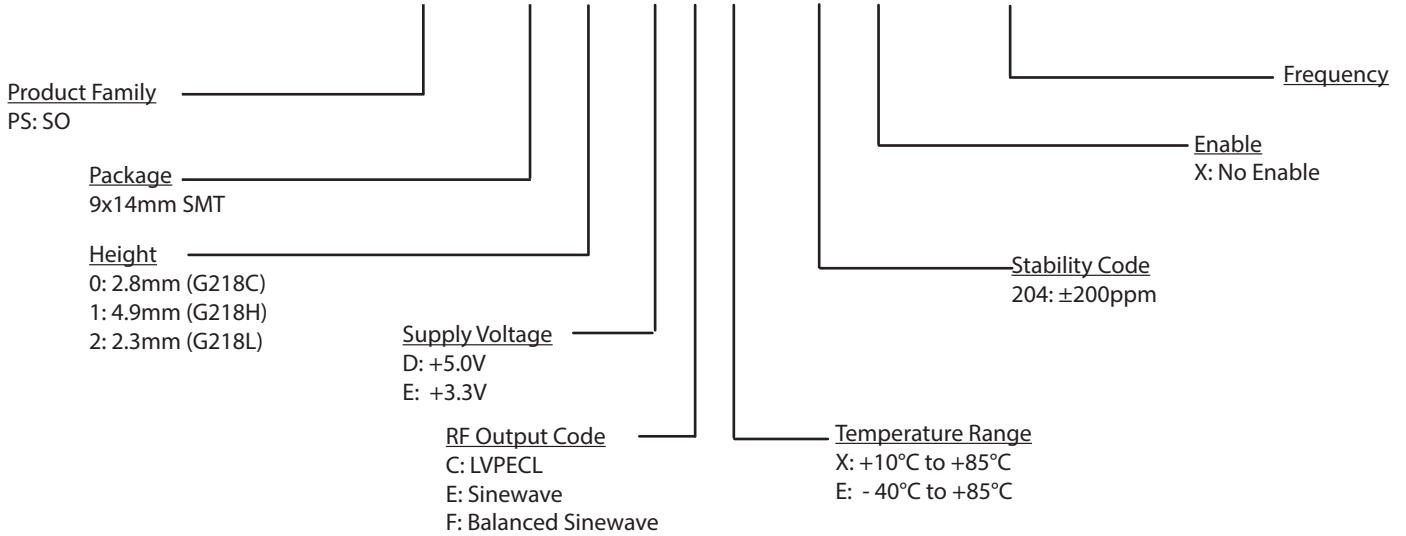 Product Family
PS: SO
Package
9x14mm SMT
Height
0: 2.8mm (G218C)
1: 4.9mm (G218H)
2: 2.3mm (G218L)
Supply Voltage
D: +5.0V
E: +3.3V
RF Output Code
C: LVPECL
E: Sinewave
F: Balanced Sinewave
Temperature Range
X: +10°C to +85°C
E: - 40°C to +85°C
Stability Code
204: ±200ppm
Enable
X: No Enable
Frequency